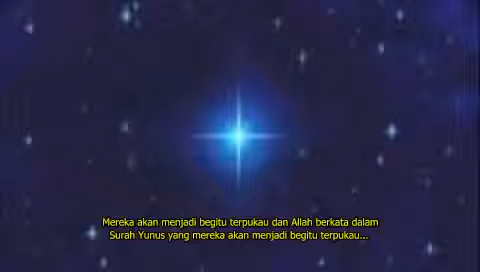 Mereka akan menjadi begitu terpukau dan Allah berkata dalam
Surah Yunus yang mereka akan menjadi begitu terpukau...